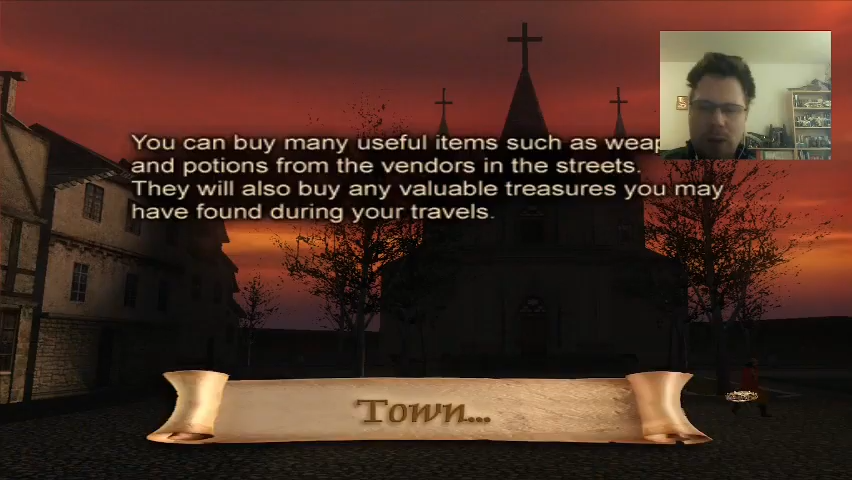 You can buy many useful items such as
and potions from the vendors in the streets.
They will also buy any valuable treasures you may
have found during your travels.
Town...